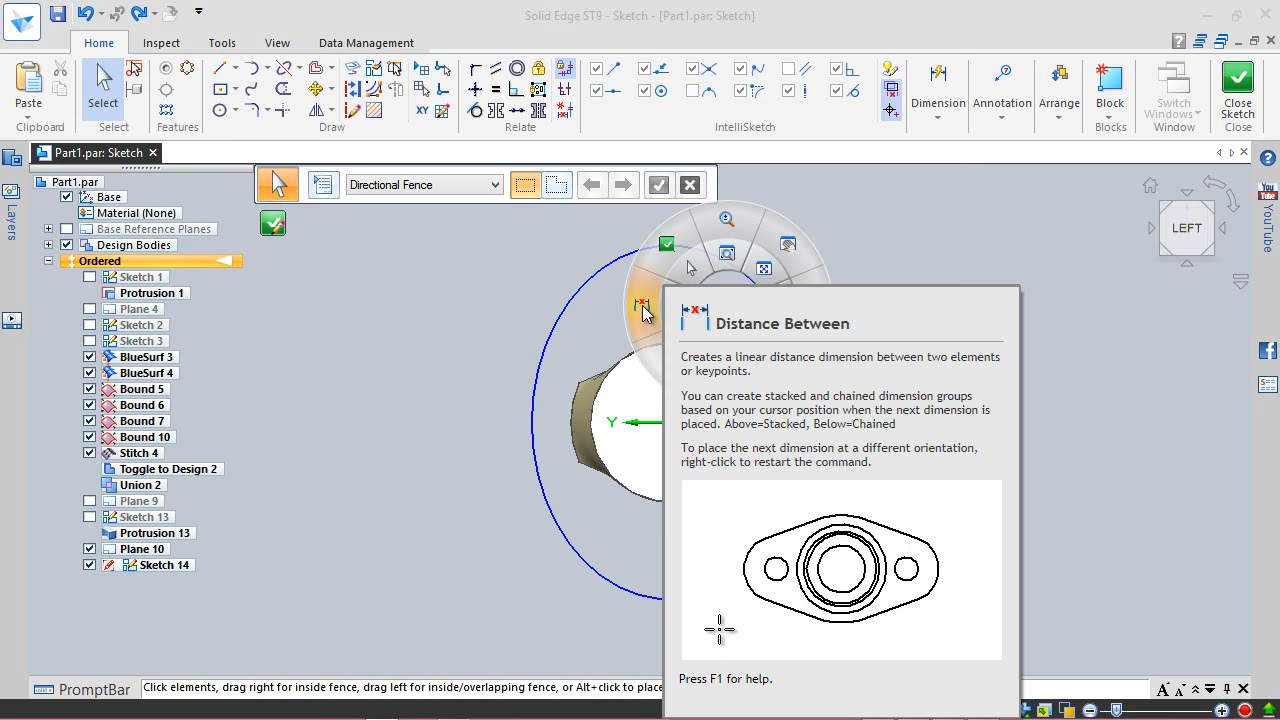 Solid Edge ST9 - Sketch - [Part1.par: Sketch]
Home Inspect Tools View Data Management
Paste
Select
Dimension
Annotation
Arrange
Block
Switch Windows
Close Sketch
Clipboard Select Features Draw Relate IntelliSketch Blocks Window Close
Part1.par: Sketch
Directional Fence
Part1.par
Base
Material (None)
Base Reference Planes
Design Bodies
Ordered
Sketch 1
Protrusion 1
Plane 4
Sketch 2
Sketch 3
BlueSurf 3
BlueSurf 4
Bound 5
Bound 6
Bound 7
Bound 10
Stitch 4
Toggle to Design 2
Union 2
Plane 9
Sketch 13
Protrusion 13
Plane 10
Sketch 14
Layers
Y
LEFT
You Tube
YouTube
XY
Distance Between
Creates a linear distance dimension between two elements
or keypoints.
You can create stacked and chained dimension groups
based on your cursor position when the next dimension is
placed. Above=Stacked, Below=Chained
To place the next dimension at a different orientation,
right-click to restart the command.
Press F1 for help.
PromptBar
Click elements, drag right for inside fence, drag left for inside/overlapping fence, or Alt+click to place